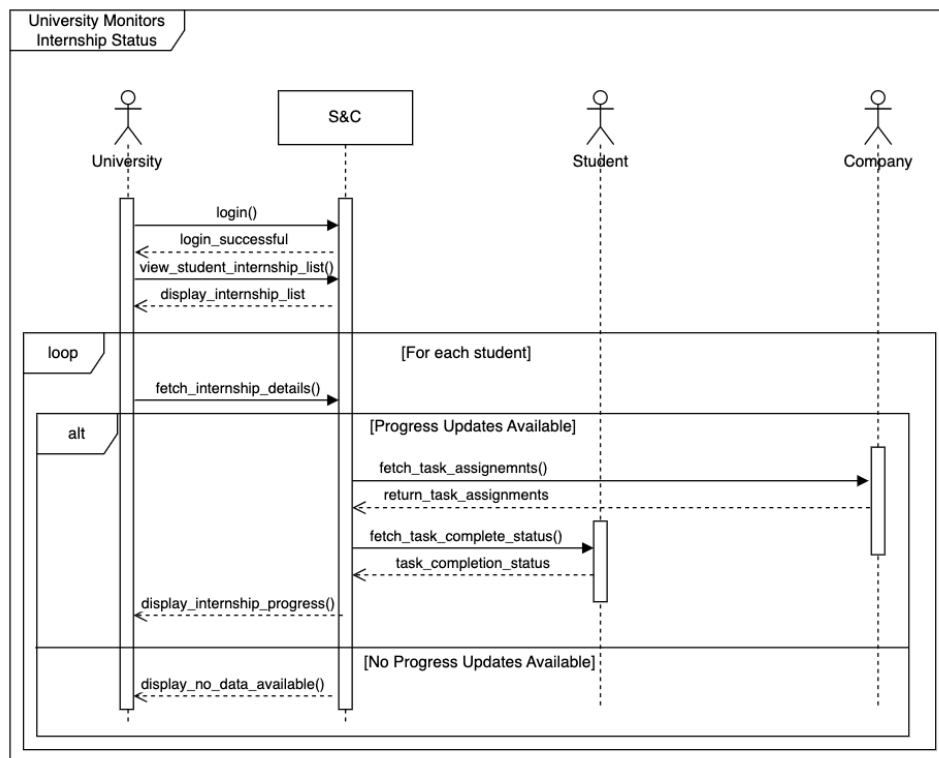 University Monitors
Internship Status
S&C
University
Student
Company
login()
login_successful
view_student_internship_list()
display_internship_list
loop
[For each student]
fetch_internship_details()
alt
[Progress Updates Available]
fetch_task_assignemnts()
return_task_assignments
fetch_task_complete_status()
task_completion_status
display_internship_progress()
[No Progress Updates Available]
display_no_data_available()